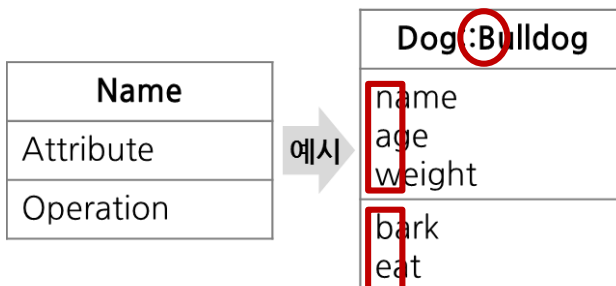 Name
Attribute
Operation
예시
Dog::Bulldog
name
age
weight
bark
eat